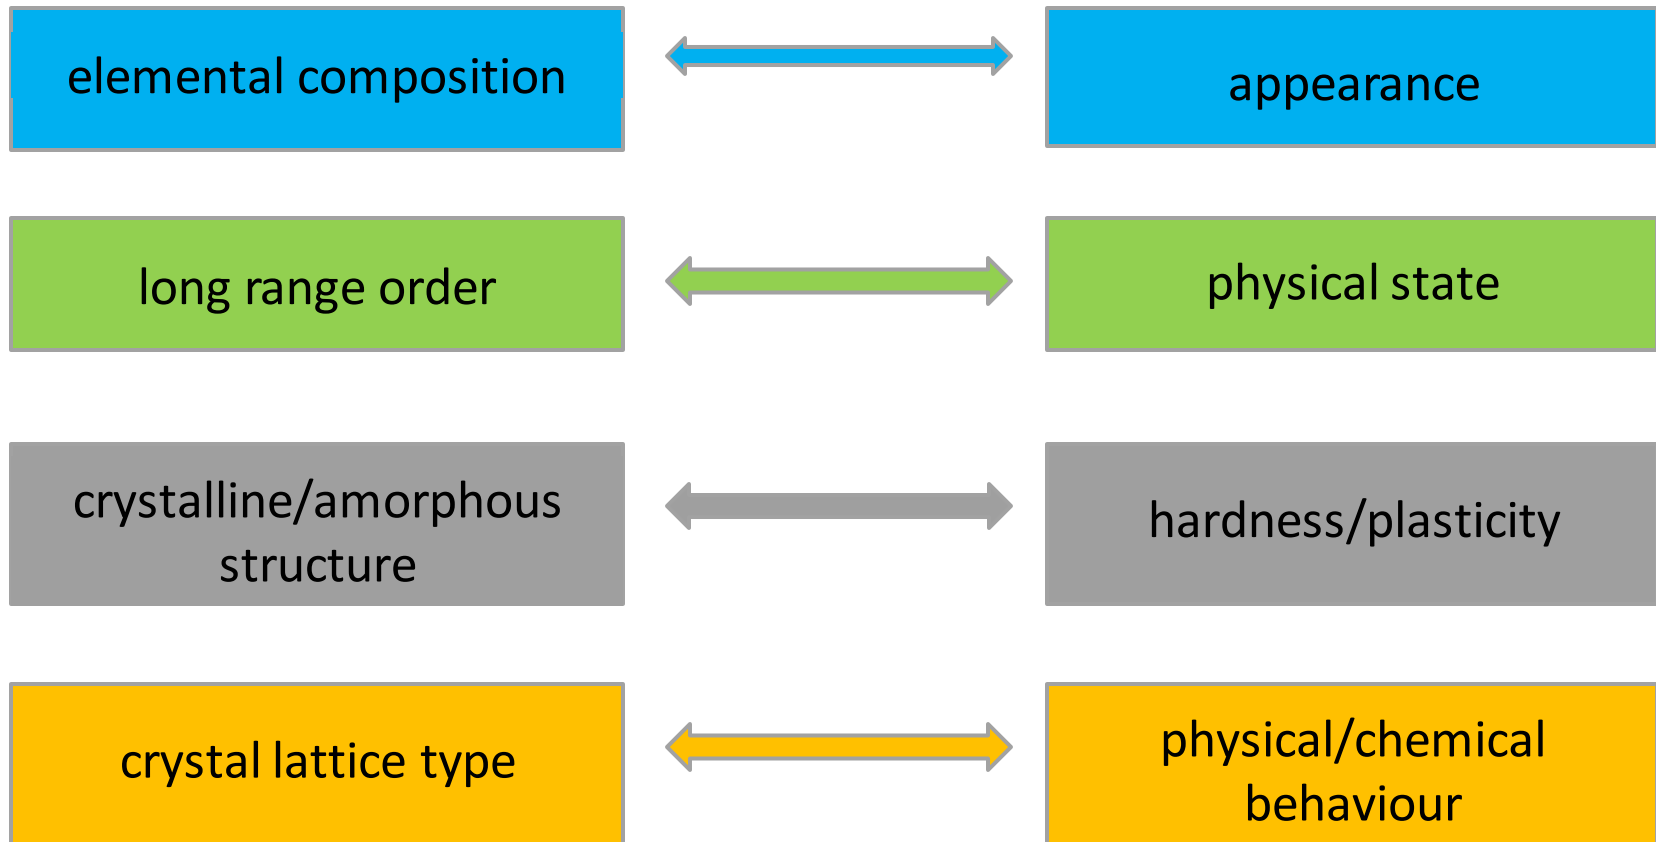 elemental composition
appearance
long range order
physical state
crystalline/amorphous
structure
hardness/plasticity
crystal lattice type
physical/chemical
behaviour